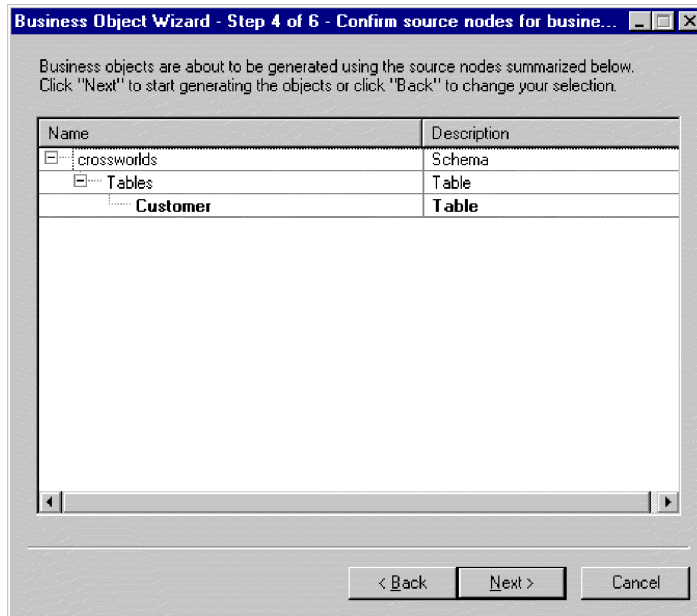 Business Object Wizard - Step 4 of 6 - Confirm source nodes for busine...
Business objects are about to be generated using the source nodes summarized below.
Click "Next" to start generating the objects or click "Back" to change your selection.
Name Description
crossworlds Schema
Tables Table
Customer Table
< Back Next > Cancel